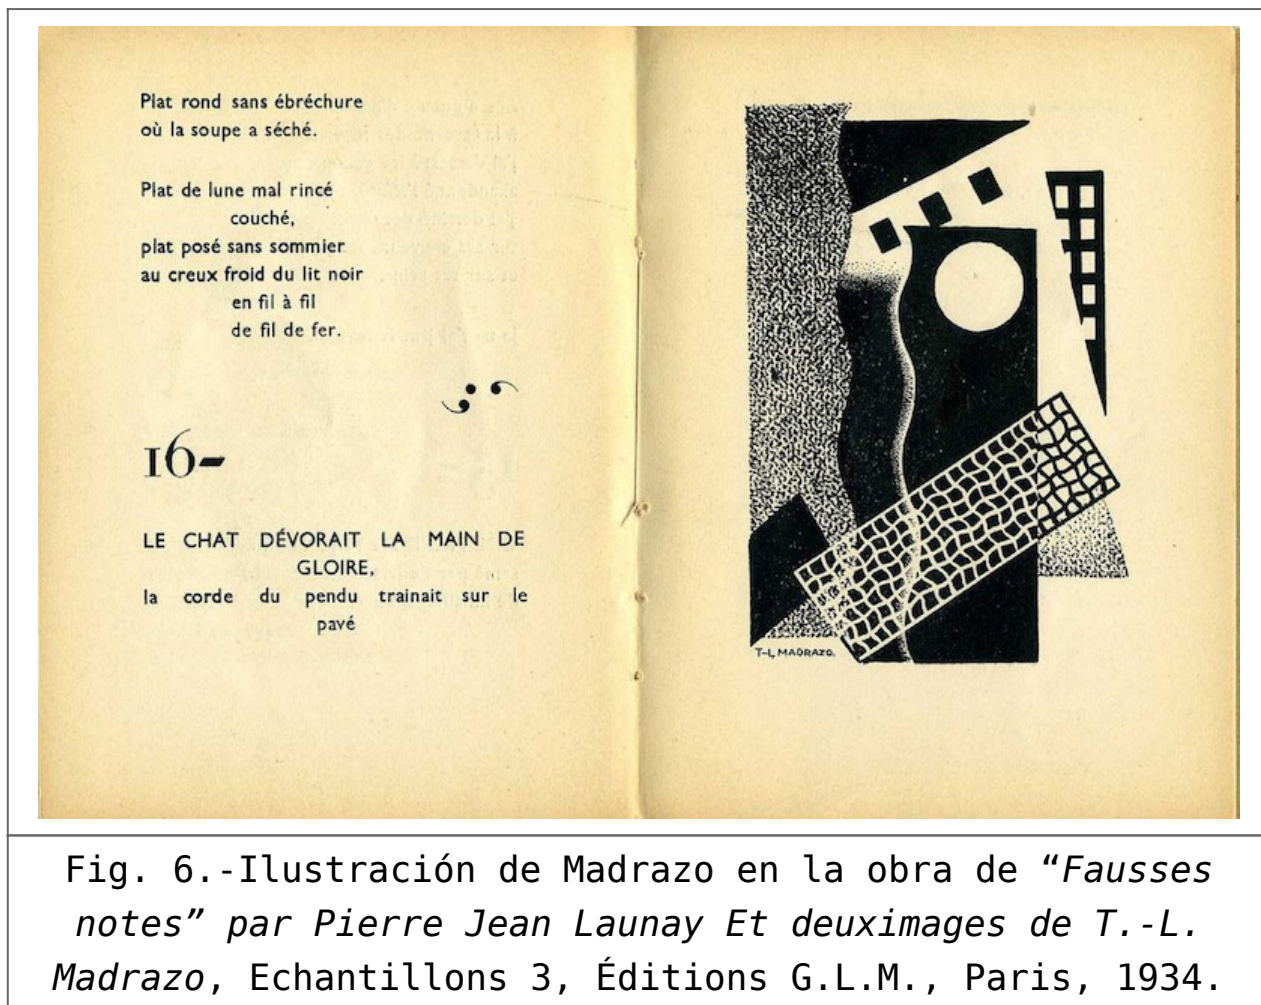 Plat rond sans ébréchure
où la soupe a séché.
Plat de lune mal rincé
couché,
plat posé sans sommier
au creux froid du lit noir
en fil à fil
de fil de fer.
16-
LE CHAT DÉVORAIT LA MAIN DE
GLOIRE,
la corde du pendu trainait sur le
pavé
T-L, MADRAZO.
Fig. 6.-Ilustración de Madrazo en la obra de “Fausses
notes” par Pierre Jean Launay Et deuximages de T.-L.
Madrazo, Echantillons 3, Éditions G.L.M., Paris, 1934.